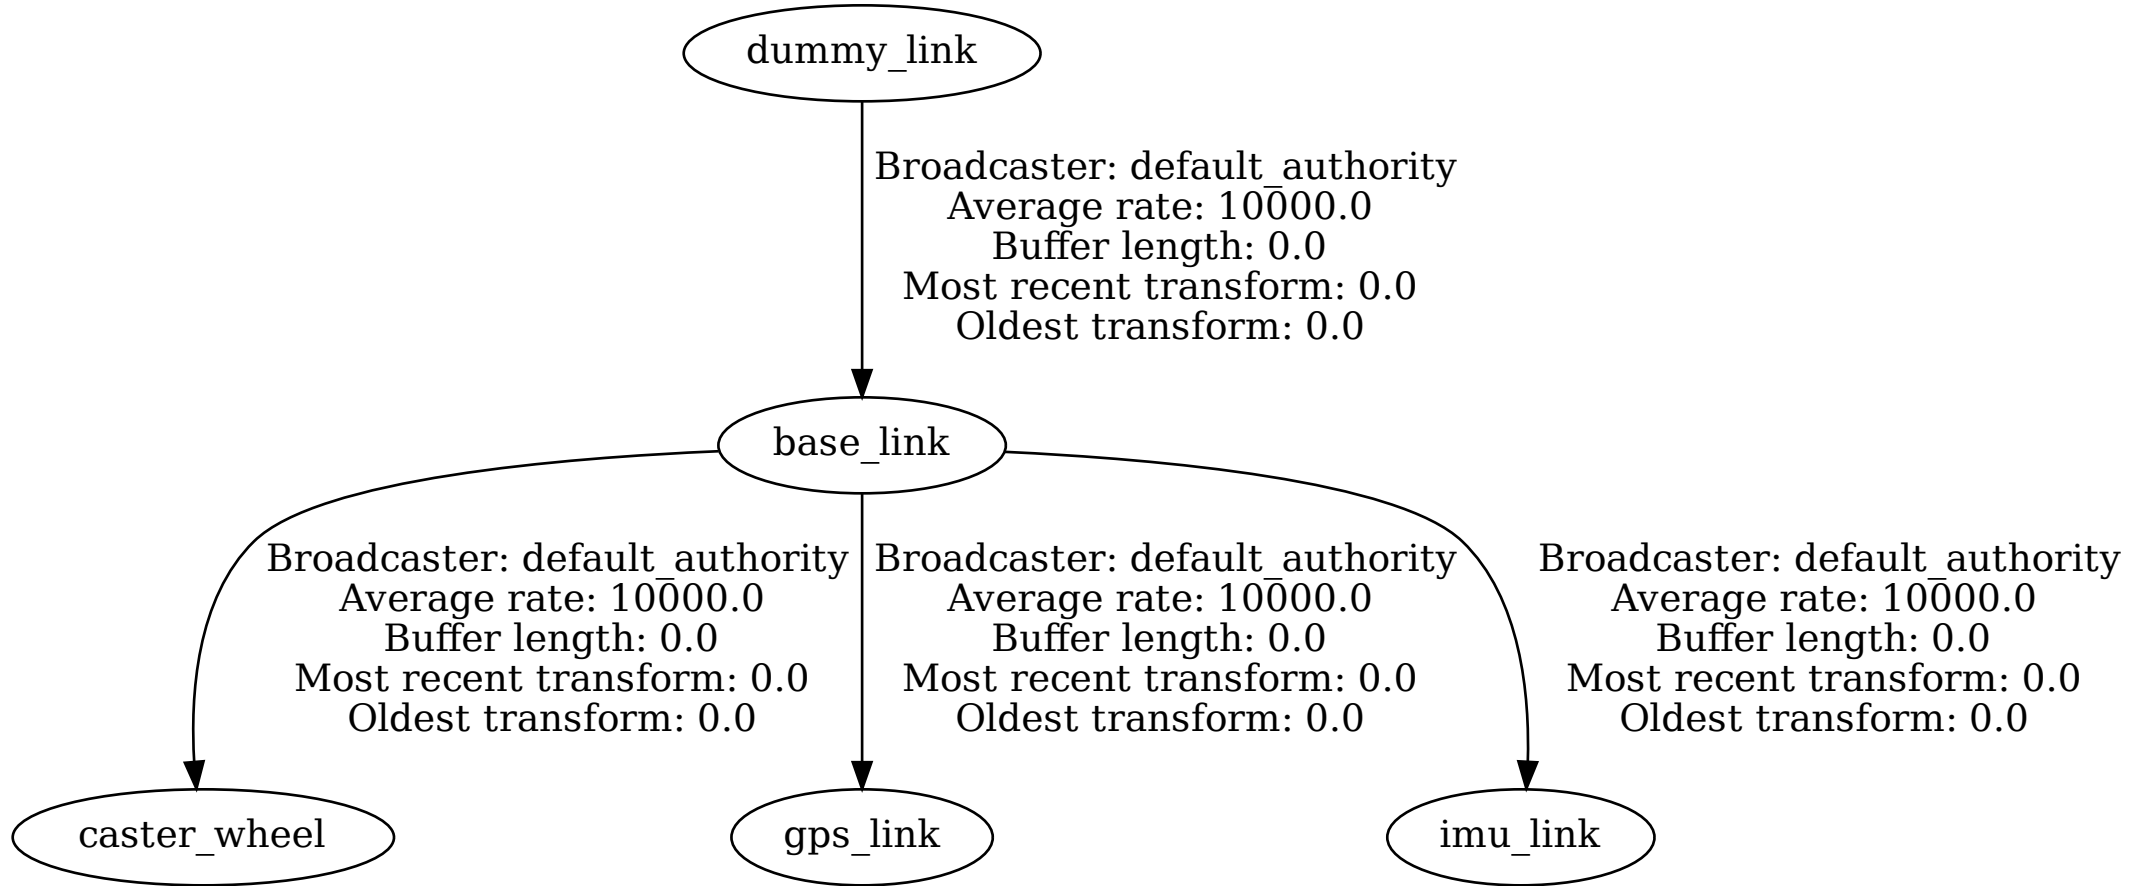 dummy_link
Broadcaster: default_authority
Average rate: 10000.0
Buffer length: 0.0
Most recent transform: 0.0
Oldest transform: 0.0
base_link
Broadcaster: default_authority
Average rate: 10000.0
Buffer length: 0.0
Most recent transform: 0.0
Oldest transform: 0.0
Broadcaster: default_authority
Average rate: 10000.0
Buffer length: 0.0
Most recent transform: 0.0
Oldest transform: 0.0
Broadcaster: default_authority
Average rate: 10000.0
Buffer length: 0.0
Most recent transform: 0.0
Oldest transform: 0.0
caster_wheel
gps_link
imu_link